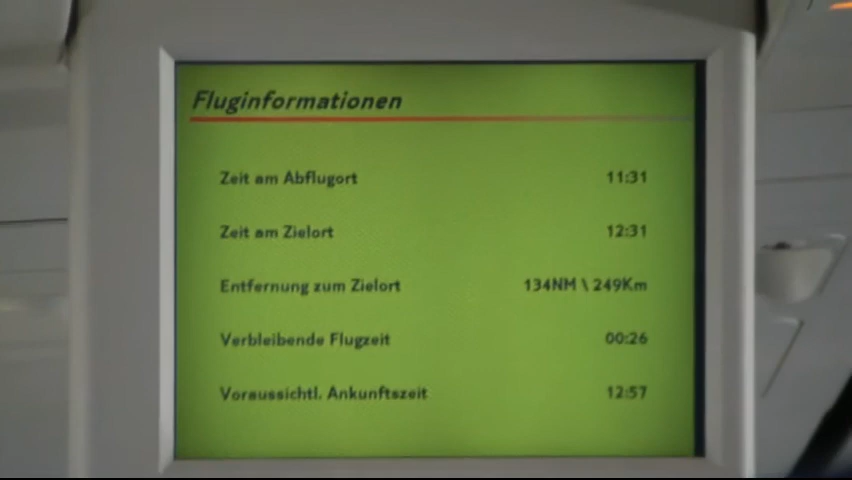 Fluginformationen
Zeit am Abflugort 11:31
Zeit am Zielort 12:31
Entfernung zum Zielort 134NM \ 249Km
Verbleibende Flugzeit 00:26
Voraussichtl. Ankunftszeit 12:57